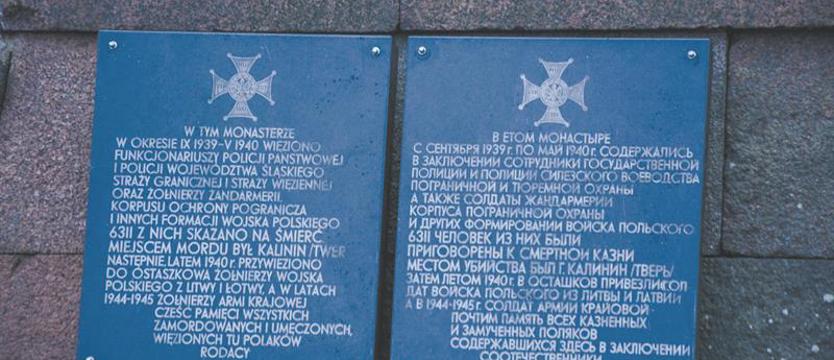 W TYM MONASTERZE
W OKRESIE IX 1939-V 1940 WIĘZIONO
FUNKCJONARIUSZY POLICJI PAŃSTWOWEJ
I POLICJI WOJEWÓDZTWA ŚLĄSKIEGO
STRAŻY GRANICZNEJ I STRAŻY WIĘZIENNEJ
ORAZ ŻOŁNIERZY ŻANDARMERII
KORPUSU OCHRONY POGRANICZA
I INNYCH FORMACJI WOJSKA POLSKIEGO
6311 Z NICH SKAZANO NA ŚMIERĆ
MIEJSCEM MORDU BYŁ KALININ /TWER
NASTĘPNIE LATEM 1940 r. PRZYWIEZIONO
DO OSTASZKOWA ŻOŁNIERZY WOJSKA
POLSKIEGO Z LITWY I ŁOTWY, A W LATACH
1944-1945 ŻOŁNIERZY ARMI KRAJOWEJ
CZEŚĆ PAMIĘCI WSZYSTKICH
ZAMORDOWANYCH I UMĘCZONYCH,
WIĘZIONYCH TU POLAKÓW
RODACY
В ЕТОМ МОНАСТЫРЕ
С СЕНТЯБРЯ 1939 г. ПО МАЙ 1940 г. СОДЕРЖАЛИСЬ
В ЗАКЛЮЧЕНИИ СОТРУДНИКИ ГОСУДАРСТВЕННОЙ
ПОЛИЦИИ И ПОЛИЦИИ СИЛЕЗСКОГО ВОЕВОДСТВА
ПОГРАНИЧНОЙ И ТЮРЕМНОЙ ОХРАНЫ
А ТАКЖЕ СОЛДАТЫ ЖАНДАРМЕРИИ
КОРПУСА ПОГРАНИЧНОЙ ОХРАНЫ
И ДРУГИХ ФОРМИРОВАНИИ ВОЙСКА ПОЛЬСКОГО
6311 ЧЕЛОВЕК ИЗ НИХ БЫЛИ
ПРИГОВОРЕНЫ К СМЕРТНОЙ КАЗНИ
МЕСТОМ УБИЙСТВА БЫЛ Г. КАЛИНИН /ТВЕРЬ/
ЗАТЕМ ЛЕТОМ 1940 г. В ОСТАШКОВ ПРИВЕЗЛИ СОЛ
ДАТ ВОЙСКА ПОЛЬСКОГО ИЗ ЛИТВЫ И ЛАТВИИ
А В 1944-1945 г. СОЛДАТ АРМИИ КРАЙОВОЙ
ПОЧТИМ ПАМЯТЬ ВСЕХ КАЗНЕННЫХ
И ЗАМУЧЕННЫХ ПОЛЯКОВ
СОДЕРЖАВШИХСЯ ЗДЕСЬ В ЗАКЛЮЧЕНИИ
СООТЕЧЕСТВЕННИКИ